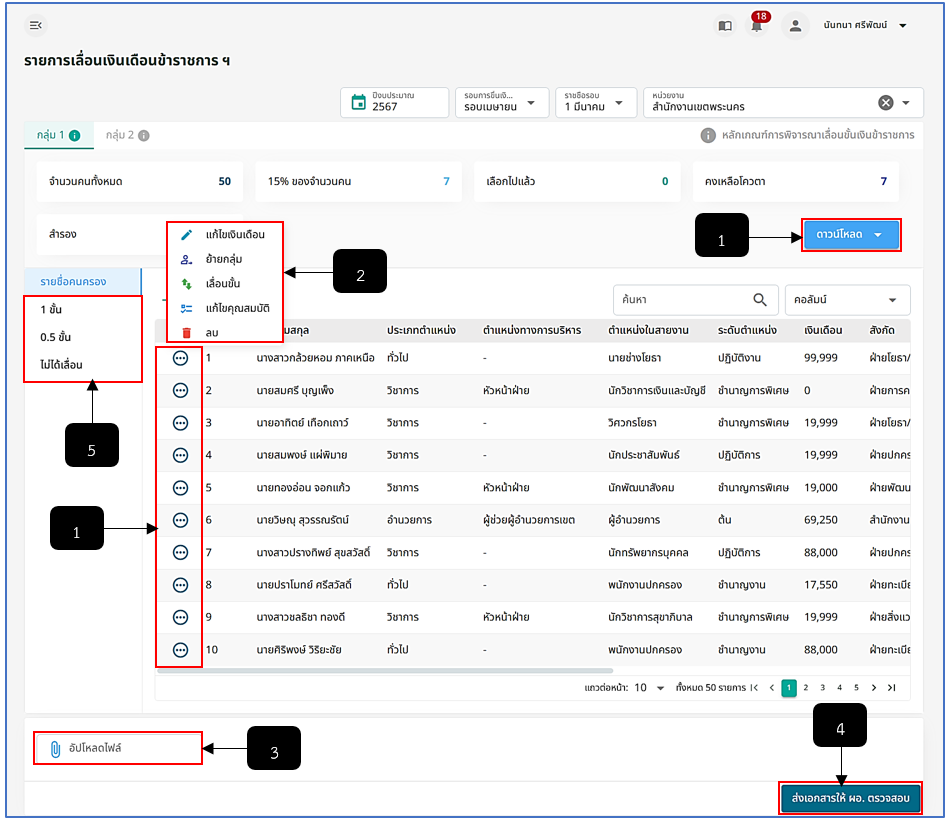 18
นันทนา ศรีพัฒน์
รายการเลื่อนเงินเดือนข้าราชการ ฯ
ปีงบประมาณ
2567
รอบการขึ้นเงิ...
รอบเมษายน
รายชื่อรอบ
1 มีนาคม
หน่วยงาน
สำนักงานเขตพระนคร
กลุ่ม 1
กลุ่ม 2
หลักเกณฑ์การพิจารณาเลื่อนขั้นเงินข้าราชการ
จำนวนคนทั้งหมด 50
15% ของจำนวนคน 7
เลือกไปแล้ว 0
คงเหลือโควตา 7
สำรอง
แก้ไขเงินเดือน
ย้ายกลุ่ม
เลื่อนขั้น
แก้ไขคุณสมบัติ
ลบ
2
1
ดาวน์โหลด
รายชื่อคนครอง
1 ขั้น
0.5 ขั้น
ไม่ได้เลื่อน
5
1
ค้นหา
คอลัมน์
มสกุล ประเภทตำแหน่ง ตำแหน่งทางการบริหาร ตำแหน่งในสายงาน ระดับตำแหน่ง เงินเดือน สังกัด
1 นางสาวกล้วยหอม ภาคเหนือ ทั่วไป - นายช่างโยธา ปฏิบัติงาน 99,999 ฝ่ายโยธา/
2 นายสมศรี บุญเพ็ง วิชาการ หัวหน้าฝ่าย นักวิชาการเงินและบัญชี ชำนาญการพิเศษ 0 ฝ่ายการค
3 นายอาทิตย์ เกือกเกาว์ วิชาการ - วิศวกรโยธา ชำนาญการพิเศษ 19,999 ฝ่ายโยธา/
4 นายสมพงษ์ แผ่พิมาย วิชาการ - นักประชาสัมพันธ์ ปฏิบัติการ 19,999 ฝ่ายปกคร
5 นายทองอ่อน จอกแก้ว วิชาการ หัวหน้าฝ่าย นักพัฒนาสังคม ชำนาญการพิเศษ 19,000 ฝ่ายพัฒน
6 นายวิษณุ สุวรรณรัตน์ อำนวยการ ผู้ช่วยผู้อำนวยการเขต ผู้อำนวยการ ต้น 69,250 สำนักงาน
7 นางสาวปรางทิพย์ สุขสวัสดิ์ วิชาการ - นักทรัพยากรบุคคล ปฏิบัติการ 88,000 ฝ่ายปกคร
8 นายปราโมทย์ ศรีสวัสดิ์ ทั่วไป - พนักงานปกครอง ชำนาญงาน 17,550 ฝ่ายทะเบี
9 นางสาวชลธิชา ทองดี วิชาการ หัวหน้าฝ่าย นักวิชาการสุขาภิบาล ชำนาญการพิเศษ 19,999 ฝ่ายสิ่งแว
10 นายศิริพงษ์ วิริยะชัย ทั่วไป - พนักงานปกครอง ชำนาญงาน 88,000 ฝ่ายทะเบี
แถวต่อหน้า: 10 ทั้งหมด 50 รายการ 1 2 3 4 5
อัปโหลดไฟล์
3
4
ส่งเอกสารให้ ผอ. ตรวจสอบ